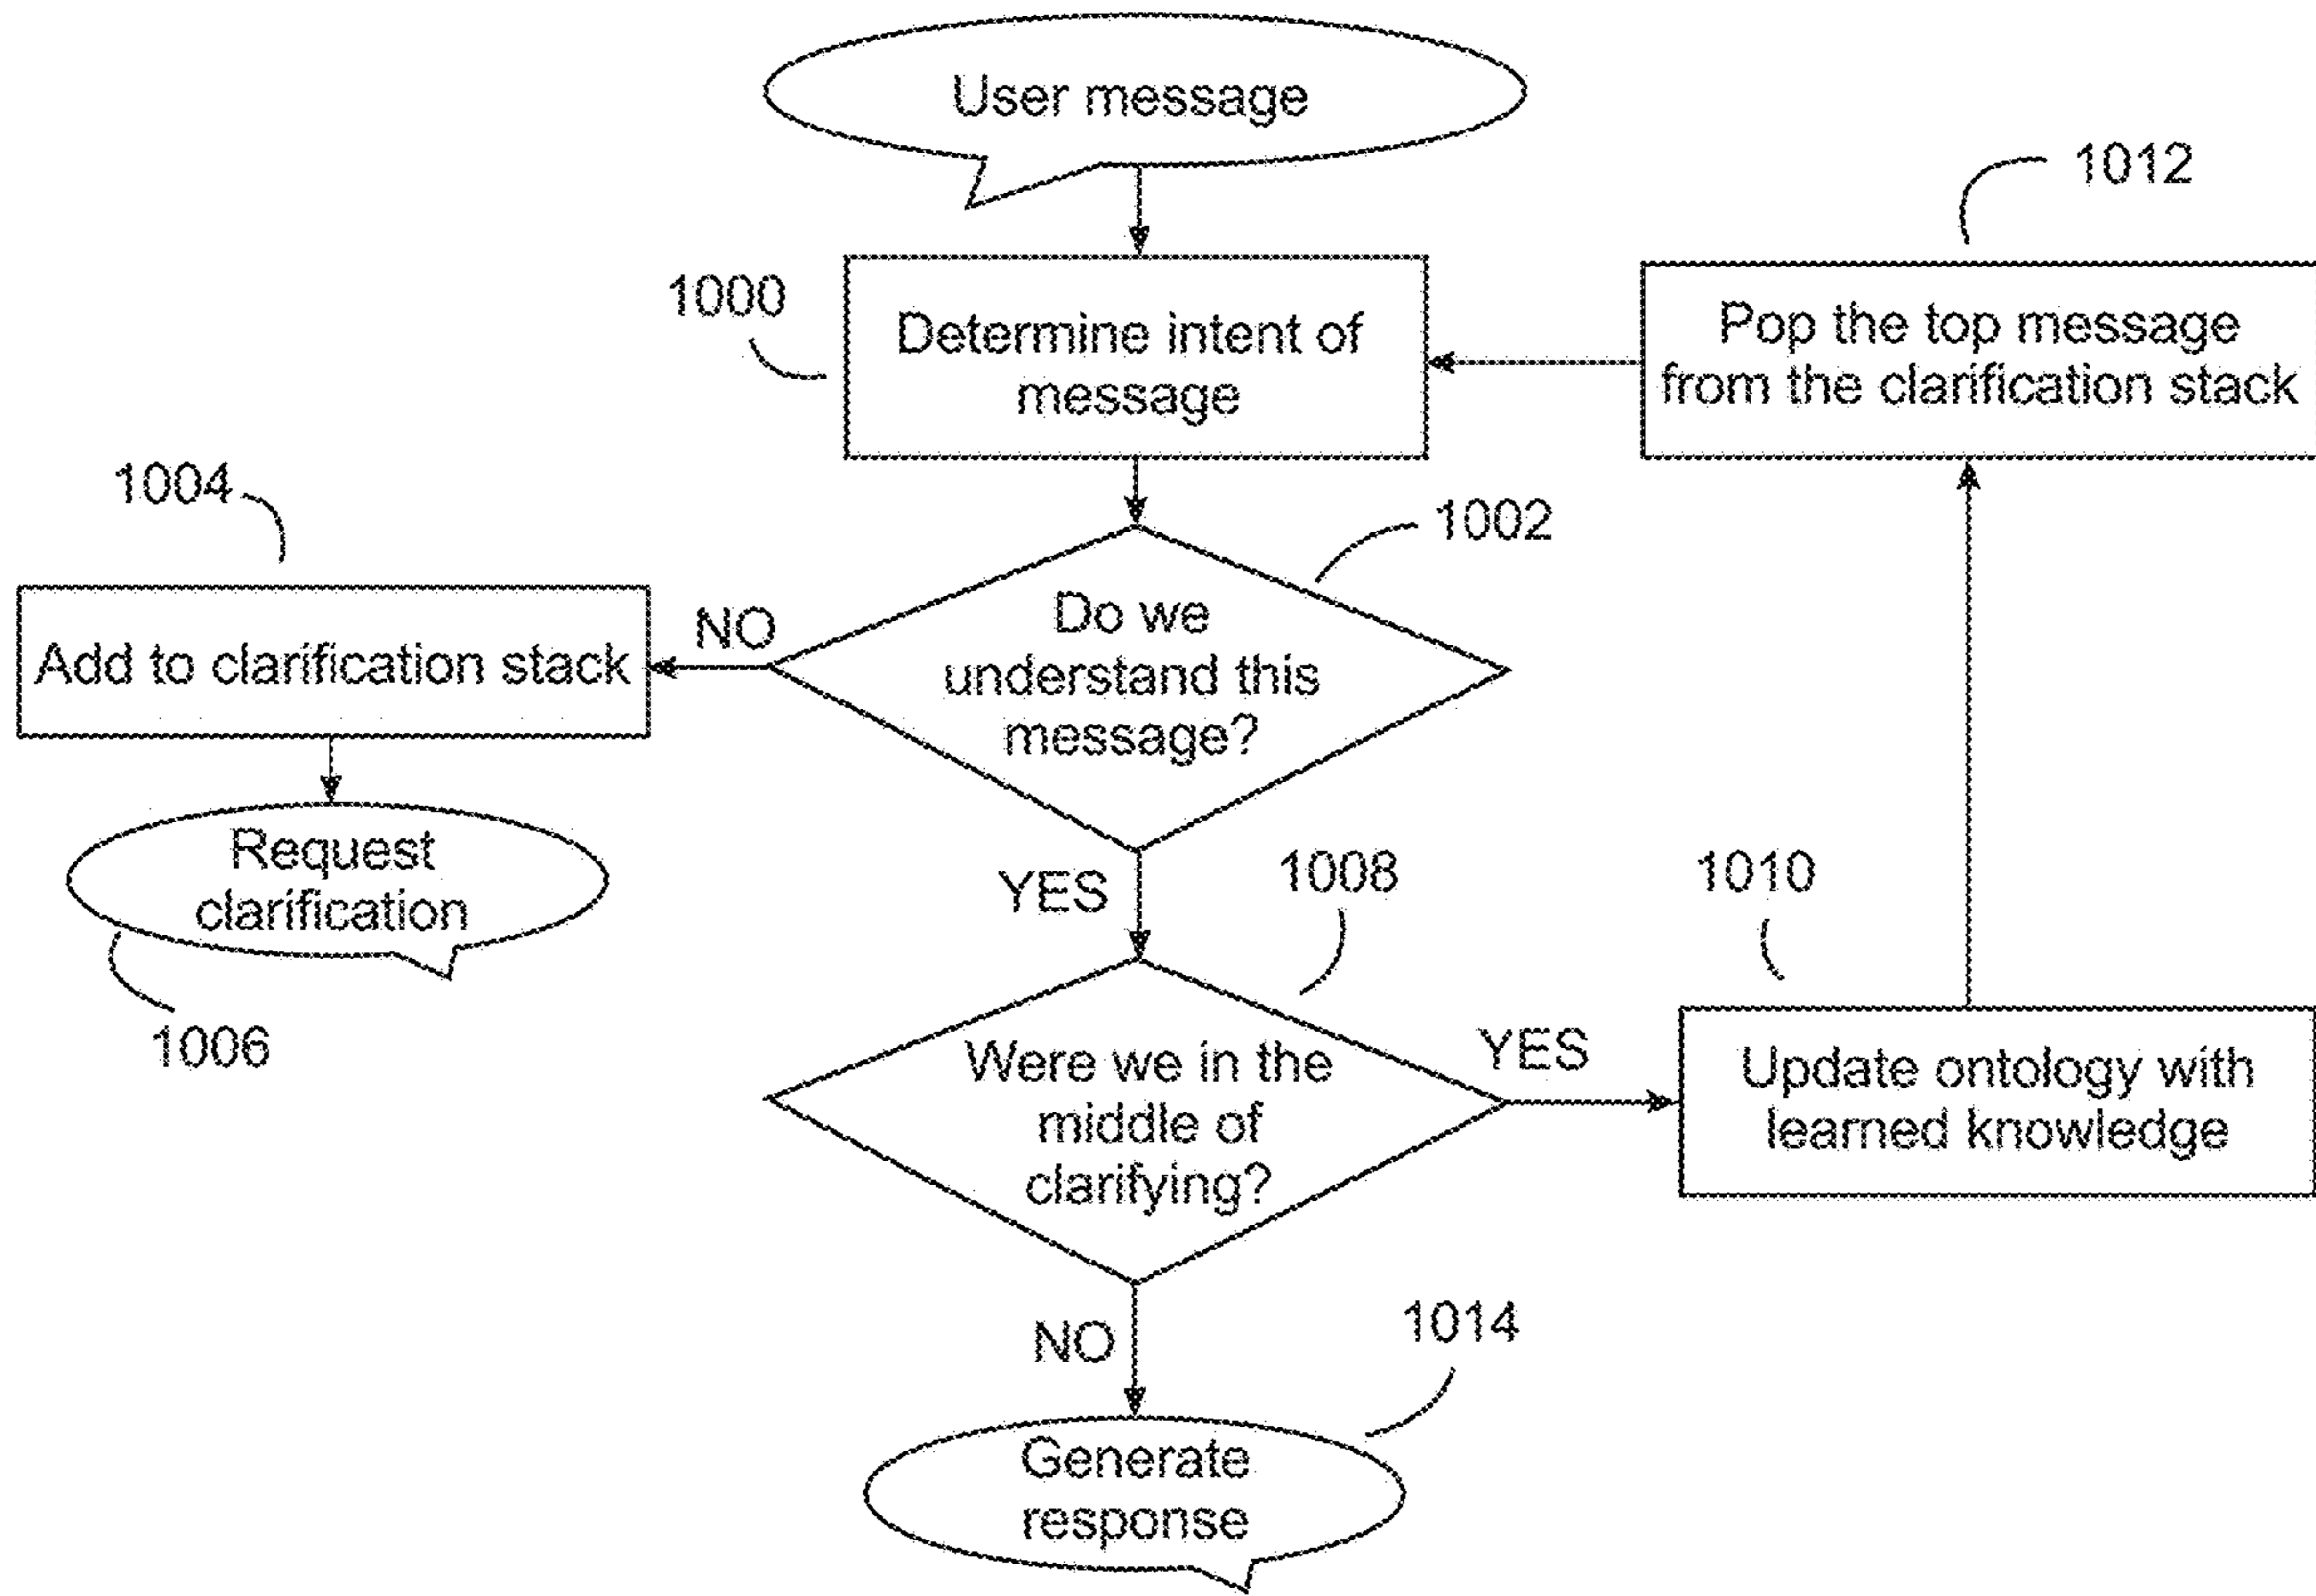 User message
1012
1000
Determine intent of
message
Pop the top message
from the clarification stack
1004
1002
Add to clarification stack
NO
Do we
understand this
message?
Request
clarification
1006
YES
1008
1010
Were we in the
middle of
clarifying?
YES
Update ontology with
learned knowledge
NO
1014
Generate
response